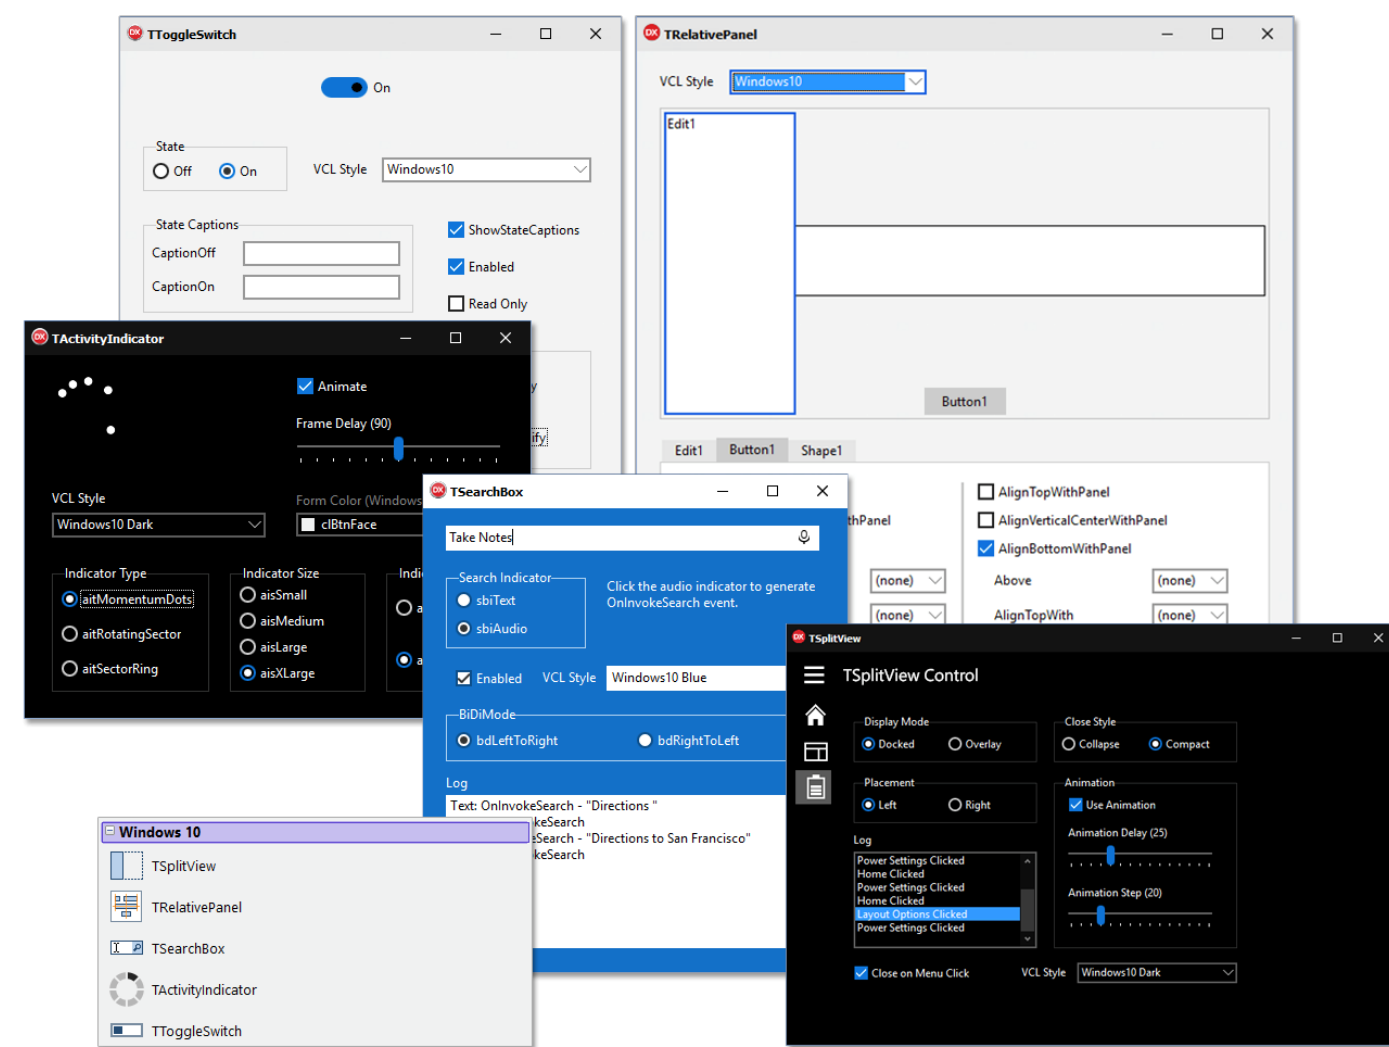 TToggleSwitch
On
State
Off
On
VCL Style
Windows10
State Captions
CaptionOff
CaptionOn
ShowStateCaptions
Enabled
Read Only
TRelativePanel
VCL Style
Windows10
Edit1
Button1
Edit1
Button1
Shape1
AlignTopWithPanel
AlignVerticalCenterWithPanel
AlignBottomWithPanel
(none)
Above
(none)
(none)
AlignTopWith
(none)
TActivityIndicator
Animate
Frame Delay (90)
VCL Style
Windows10 Dark
Form Color (Windows
clBtnFace
Indicator Type
aitMomentumDots
aitRotatingSector
aitSectorRing
Indicator Size
aisSmall
aisMedium
aisLarge
aisXLarge
TSearchBox
Take Notes
Search Indicator
sbiText
sbiAudio
Click the audio indicator to generate
OnInvokeSearch event.
Enabled
VCL Style
Windows10 Blue
BiDiMode
bdLeftToRight
bdRightToLeft
Log
Text: OnInvokeSearch - "Directions "
keSearch
eSearch - "Directions to San Francisco"
keSearch
TSplitView
TSplitView Control
Display Mode
Docked
Overlay
Close Style
Collapse
Compact
Placement
Left
Right
Animation
Use Animation
Animation Delay (25)
Animation Step (20)
Log
Power Settings Clicked
Home Clicked
Power Settings Clicked
Home Clicked
Layout Options Clicked
Power Settings Clicked
Close on Menu Click
VCL Style
Windows10 Dark
Windows 10
TSplitView
TRelativePanel
TSearchBox
TActivityIndicator
TToggleSwitch